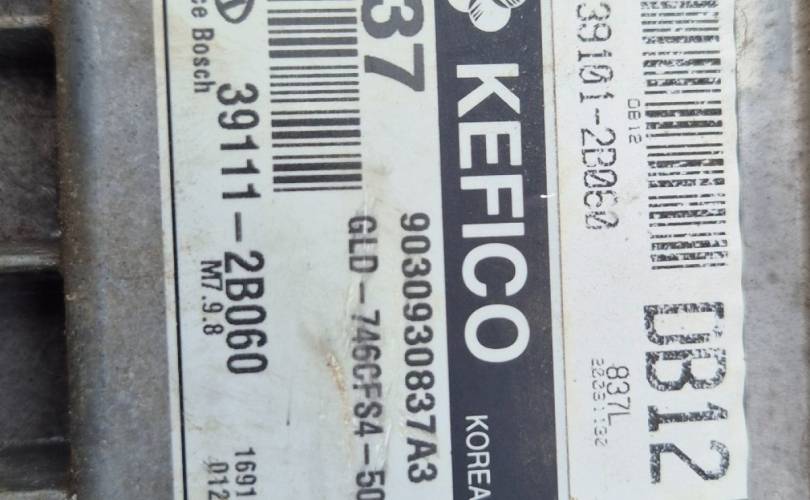 39101-2B060
DB12
DB12
837L
KEFICO
KOREA
37
9030930837A3
GLD-746CFS4-50
ce Bosch
39111-2B060
M7.9.8
1691
012